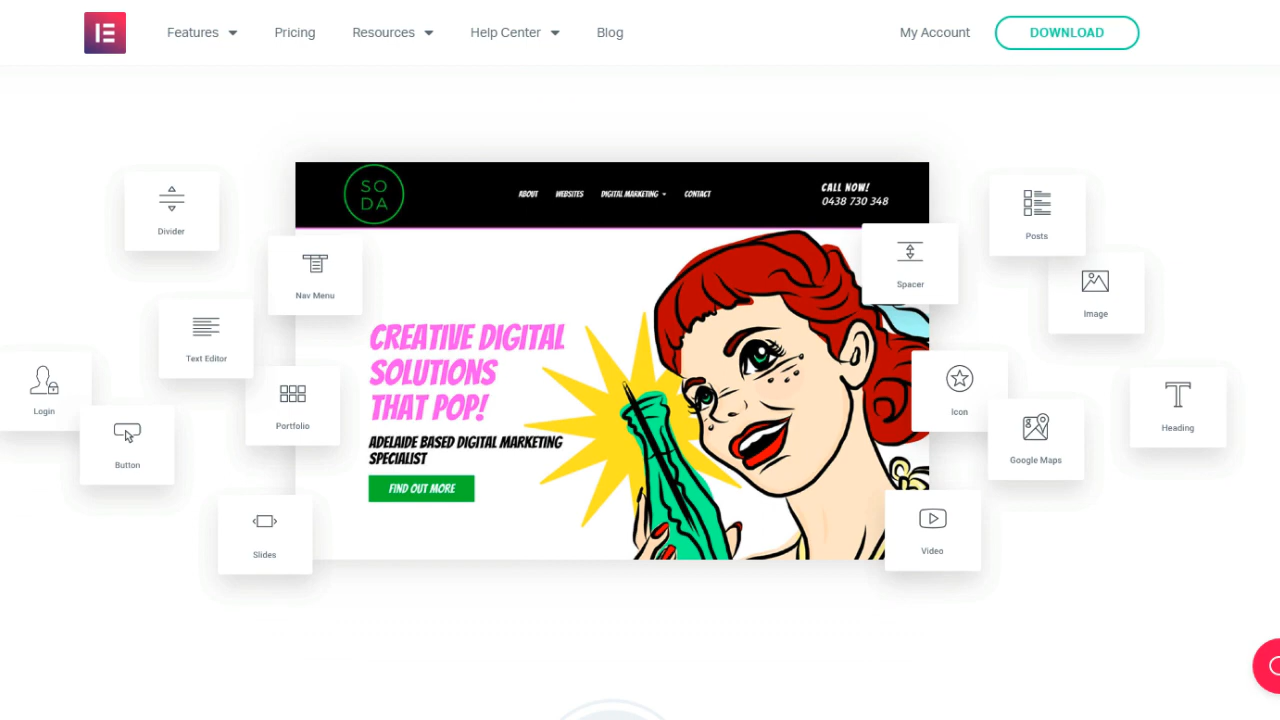 Features
Pricing
Resources
Help Center
Blog
My Account
DOWNLOAD
SO
DA
ABOUT
WEBSITES
DIGITAL MARKETING
CONTACT
CALL NOW!
0438 730 348
Divider
Nav Menu
Text Editor
Login
Button
Portfolio
Slides
CREATIVE DIGITAL
SOLUTIONS
THAT POP!
ADELAIDE BASED DIGITAL MARKETING
SPECIALIST
FIND OUT MORE
Posts
Spacer
Image
Icon
Heading
Google Maps
Video